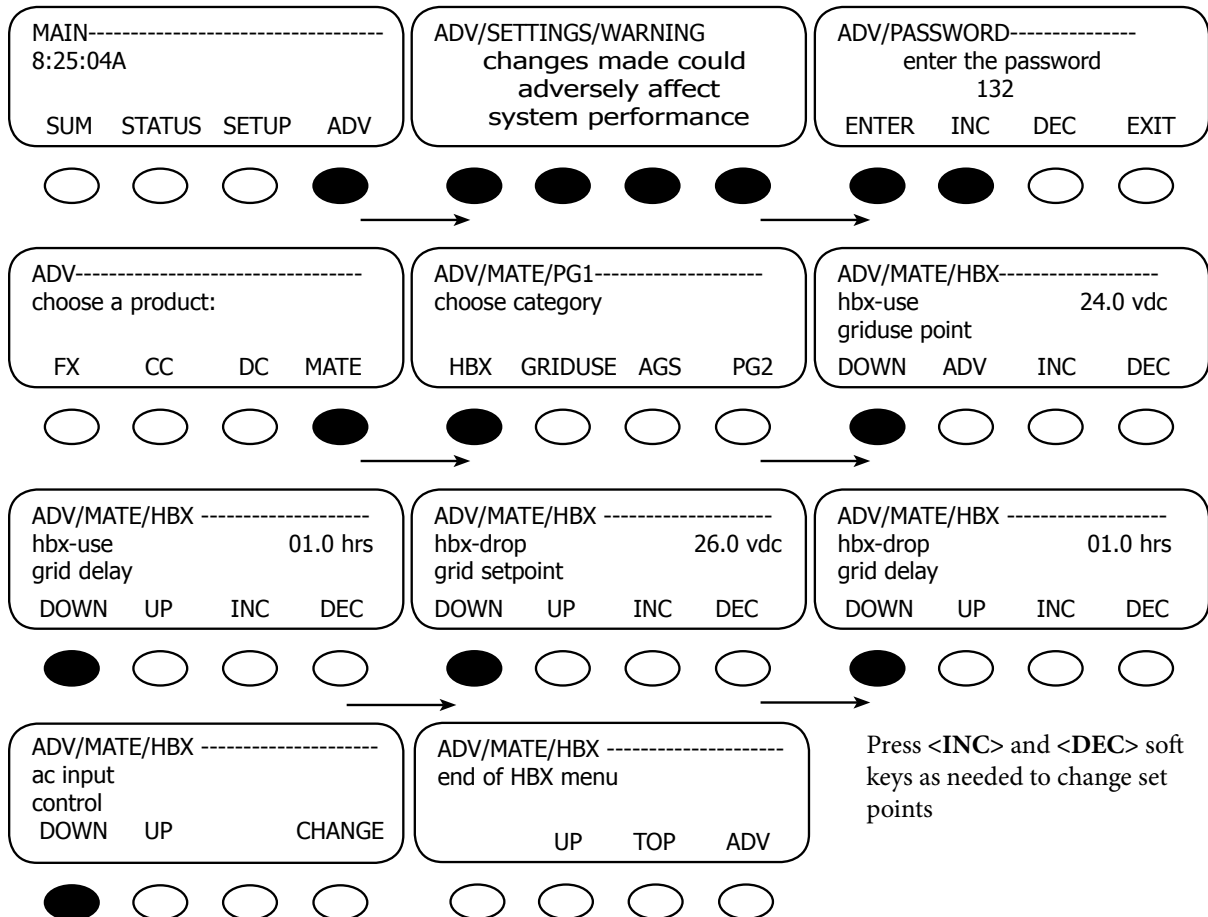 MAIN-----------------------------------
8:25:04A
SUM STATUS SETUP ADV
ADV/SETTINGS/WARNING
changes made could
adversely affect
system performance
ADV/PASSWORD---------------
enter the password
132
ENTER INC DEC EXIT
ADV----------------------------------
choose a product:
FX CC DC MATE
ADV/MATE/PG1--------------------
choose category
HBX GRIDUSE AGS PG2
ADV/MATE/HBX-------------------
hbx-use 24.0 vdc
griduse point
DOWN ADV INC DEC
ADV/MATE/HBX --------------------
hbx-use 01.0 hrs
grid delay
DOWN UP INC DEC
ADV/MATE/HBX --------------------
hbx-drop 26.0 vdc
grid setpoint
DOWN UP INC DEC
ADV/MATE/HBX -------------------
hbx-drop 01.0 hrs
grid delay
DOWN UP INC DEC
ADV/MATE/HBX ---------------------
ac input
control
DOWN UP CHANGE
ADV/MATE/HBX ---------------------
end of HBX menu
UP TOP ADV
Press <INC> and <DEC> soft
keys as needed to change set
points